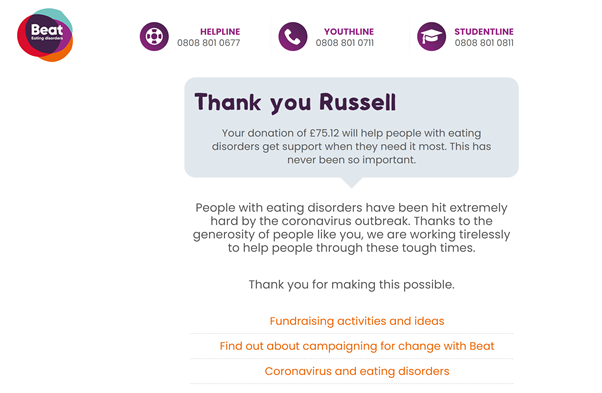 Beat
Eating disorders
HELPLINE
0808 801 0677
YOUTHLINE
0808 801 0711
STUDENTLINE
0808 801 0811
Thank you Russell
Your donation of £75.12 will help people with eating
disorders get support when they need it most. This has
never been so important.
People with eating disorders have been hit extremely
hard by the coronavirus outbreak. Thanks to the
generosity of people like you, we are working tirelessly
to help people through these tough times.
Thank you for making this possible.
Fundraising activities and ideas
Find out about campaigning for change with Beat
Coronavirus and eating disorders